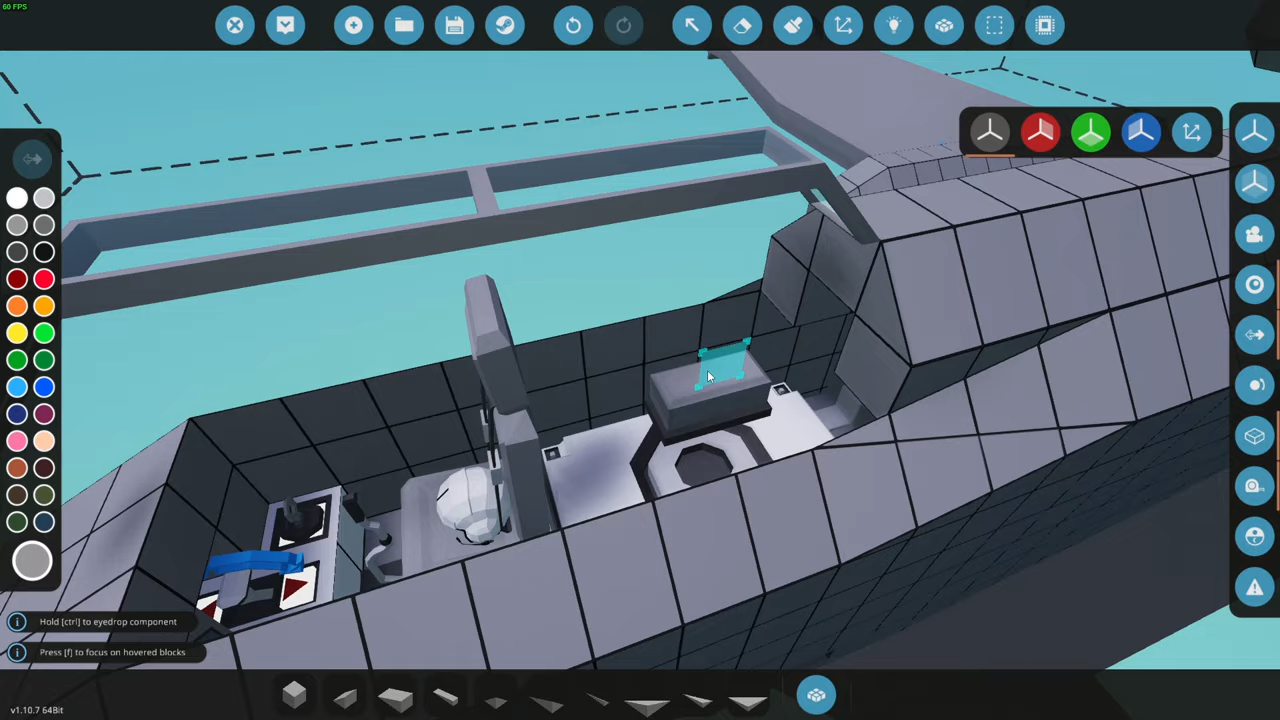 60 FPS
Hold [ctrl] to eyedrop component
Press [f] to focus on hovered blocks
v1.10.7 64Bit